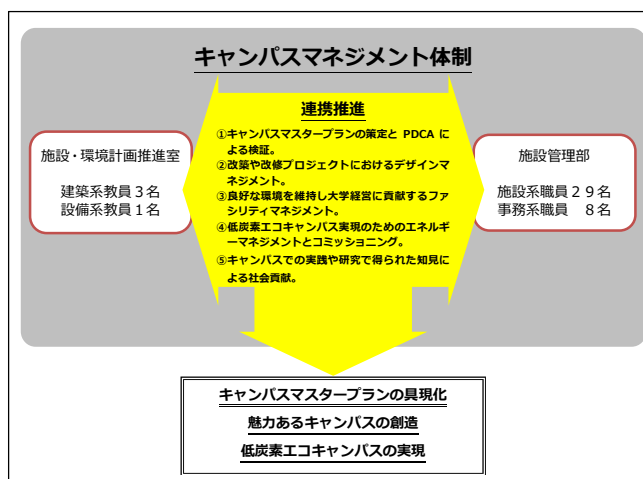 キャンパスマネジメント体制
連携推進
①キャンパスマスタープランの策定と PDCA に
よる検証。
②改築や改修プロジェクトにおけるデザインマ
ネジメント。
③良好な環境を維持し大学経営に貢献するファ
シリティマネジメント。
④低炭素エコキャンパス実現のためのエネルギ
ーマネジメントとコミッショニング。
⑤キャンパスでの実践や研究で得られた知見に
よる社会貢献。
施設・環境計画推進室
建築系教員3名
設備系教員1名
施設管理部
施設系職員29名
事務系職員 8名
キャンパスマスタープランの具現化
魅力あるキャンパスの創造
低炭素エコキャンパスの実現